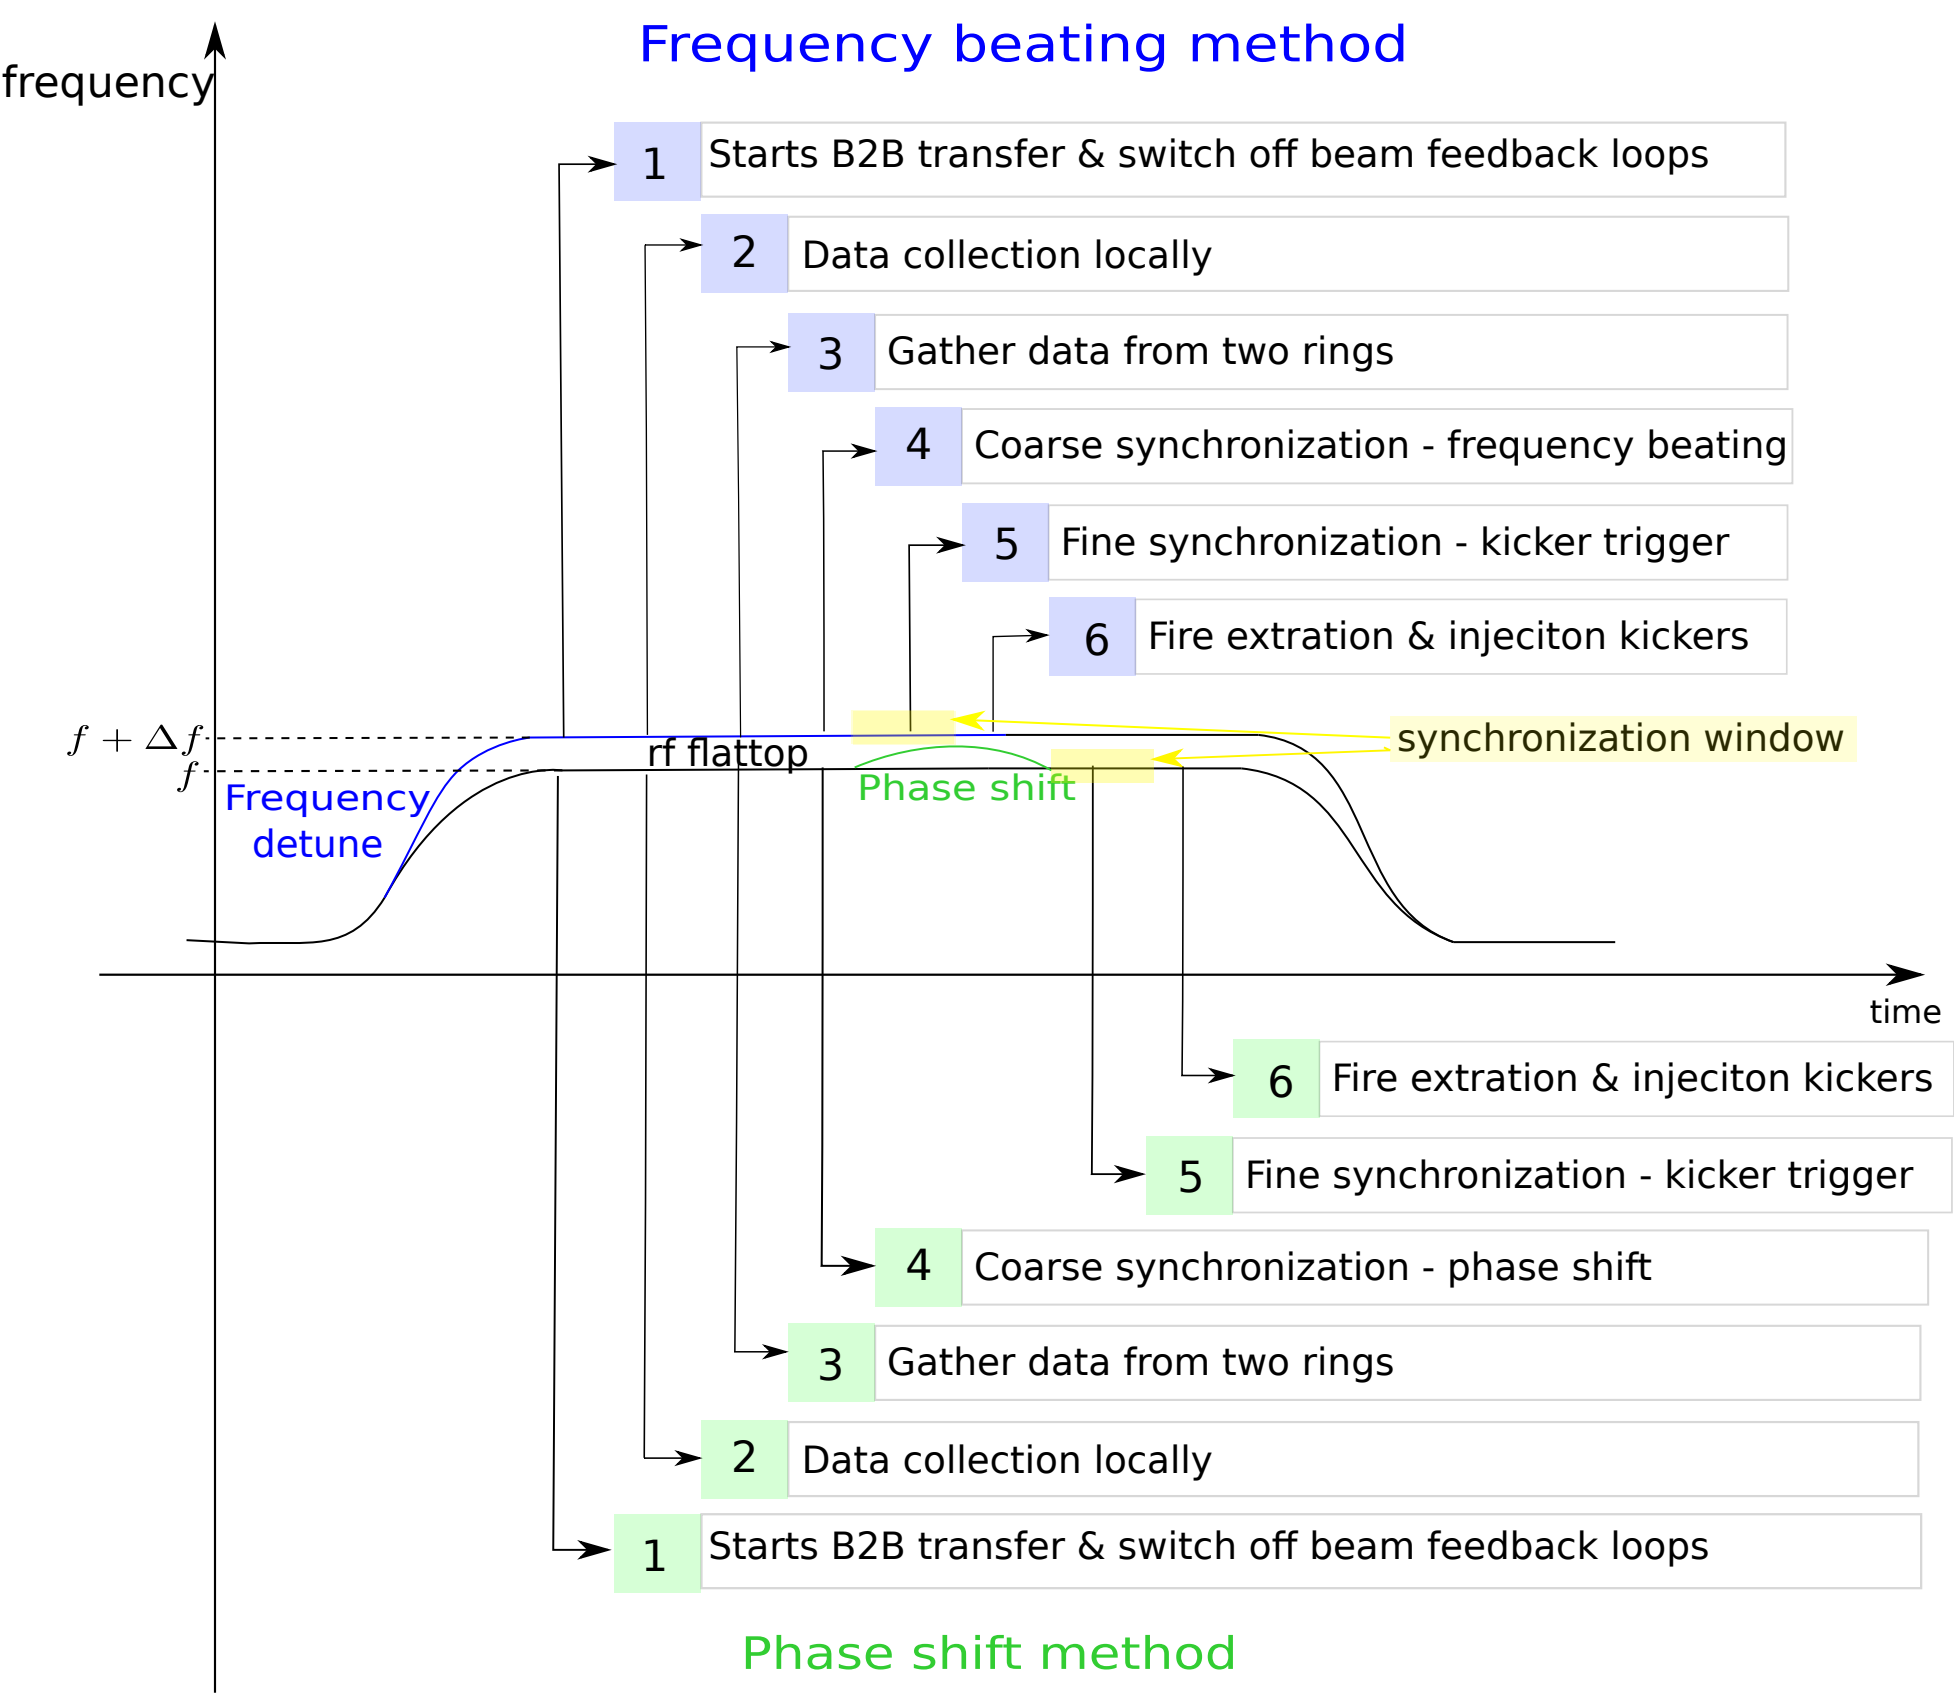 Frequency beating method
frequency
1 Starts B2B transfer & switch off beam feedback loops
2 Data collection locally
3 Gather data from two rings
4 Coarse synchronization - frequency beating
5 Fine synchronization - kicker trigger
6 Fire extration & injeciton kickers
f + Δf
rf flattop
synchronization window
f
Phase shift
Frequency
detune
time
6 Fire extration & injeciton kickers
5 Fine synchronization - kicker trigger
4 Coarse synchronization - phase shift
3 Gather data from two rings
2 Data collection locally
1 Starts B2B transfer & switch off beam feedback loops
Phase shift method